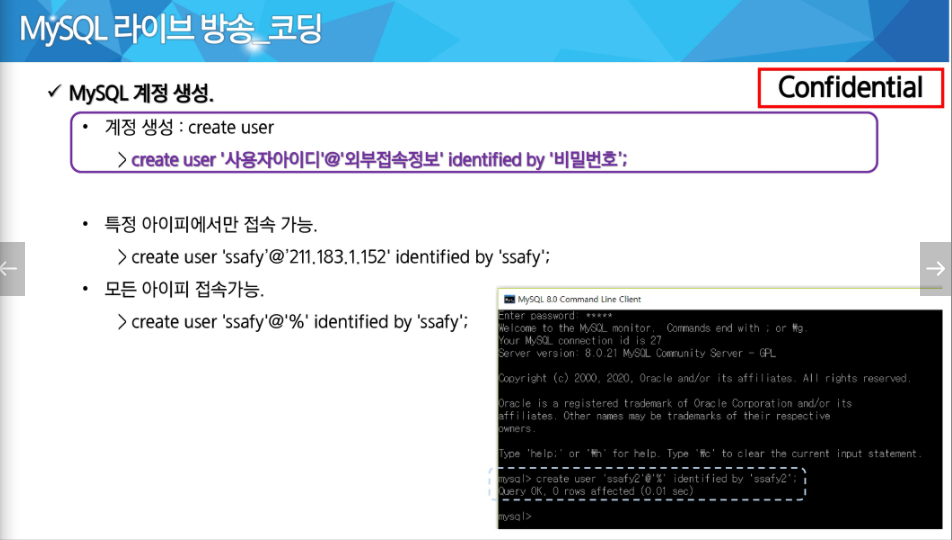 MySQL 라이브 방송_코딩
Confidential
✓ MySQL 계정 생성.
• 계정 생성 : create user
> create user '사용자아이디'@'외부접속정보' identified by '비밀번호';
• 특정 아이피에서만 접속 가능.
> create user 'ssafy'@'211.183.1.152' identified by 'ssafy';
• 모든 아이피 접속가능.
> create user 'ssafy'@'%' identified by 'ssafy';
MySQL 8.0 Command Line Client
Enter password: *****
Welcome to the MySQL monitor.  Commands end with ; or ₩g.
Your MySQL connection id is 27
Server version: 8.0.21 MySQL Community Server - GPL
Copyright (c) 2000, 2020, Oracle and/or its affiliates. All rights reserved.
Oracle is a registered trademark of Oracle Corporation and/or its
affiliates. Other names may be trademarks of their respective
owners.
Type 'help;' or '₩h' for help. Type '₩c' to clear the current input statement.
mysql> create user 'ssafy2'@'%' identified by 'ssafy2';
Query OK, 0 rows affected (0.01 sec)
mysql>